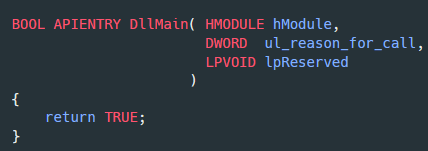 BOOL APIENTRY DllMain( HMODULE hModule,
                       DWORD  ul_reason_for_call,
                       LPVOID lpReserved
                     )
{
    return TRUE;
}